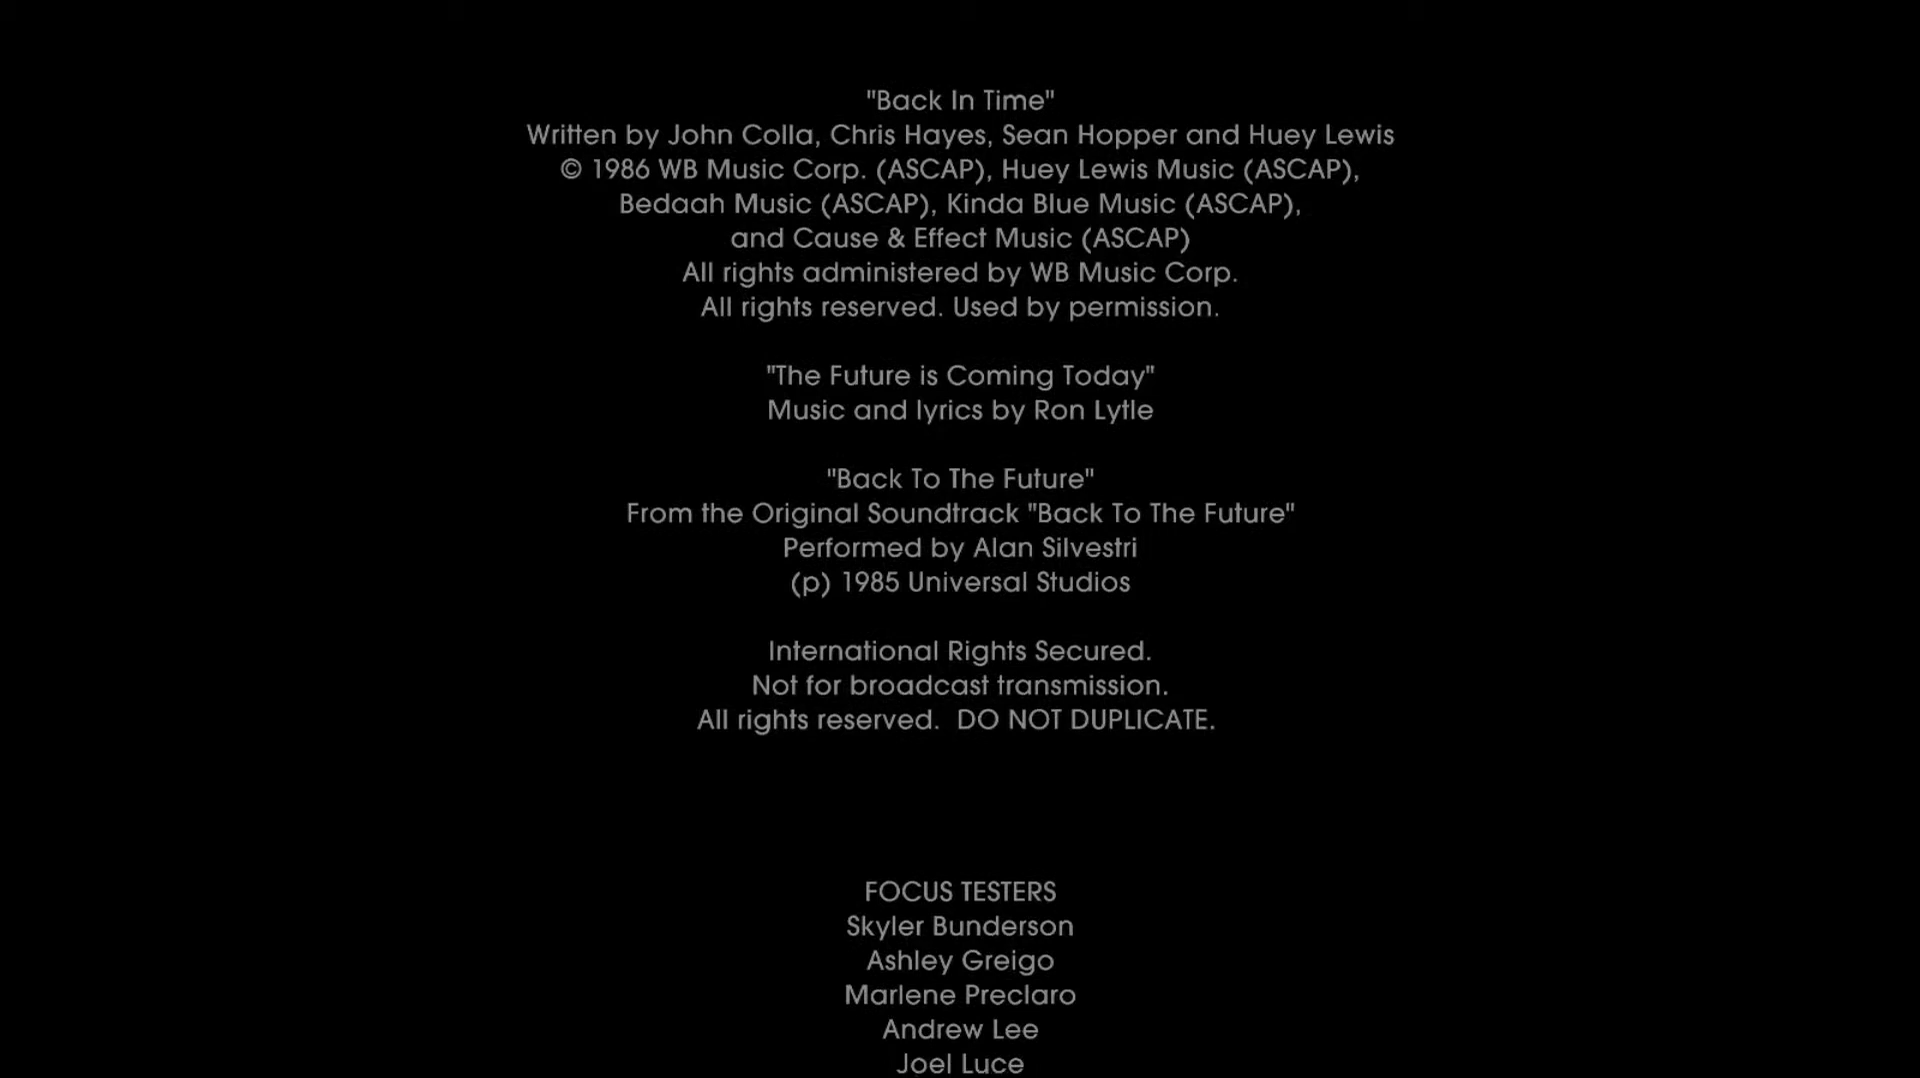 "Back In Time"
Written by John Colla, Chris Hayes, Sean Hopper and Huey Lewis
© 1986 WB Music Corp. (ASCAP), Huey Lewis Music (ASCAP),
Bedaah Music (ASCAP), Kinda Blue Music (ASCAP),
and Cause & Effect Music (ASCAP)
All rights administered by WB Music Corp.
All rights reserved. Used by permission.
"The Future is Coming Today"
Music and lyrics by Ron Lytle
"Back To The Future"
From the Original Soundtrack "Back To The Future"
Performed by Alan Silvestri
(p) 1985 Universal Studios
International Rights Secured.
Not for broadcast transmission.
All rights reserved.  DO NOT DUPLICATE.
FOCUS TESTERS
Skyler Bunderson
Ashley Greigo
Marlene Preclaro
Andrew Lee
Joel Luce